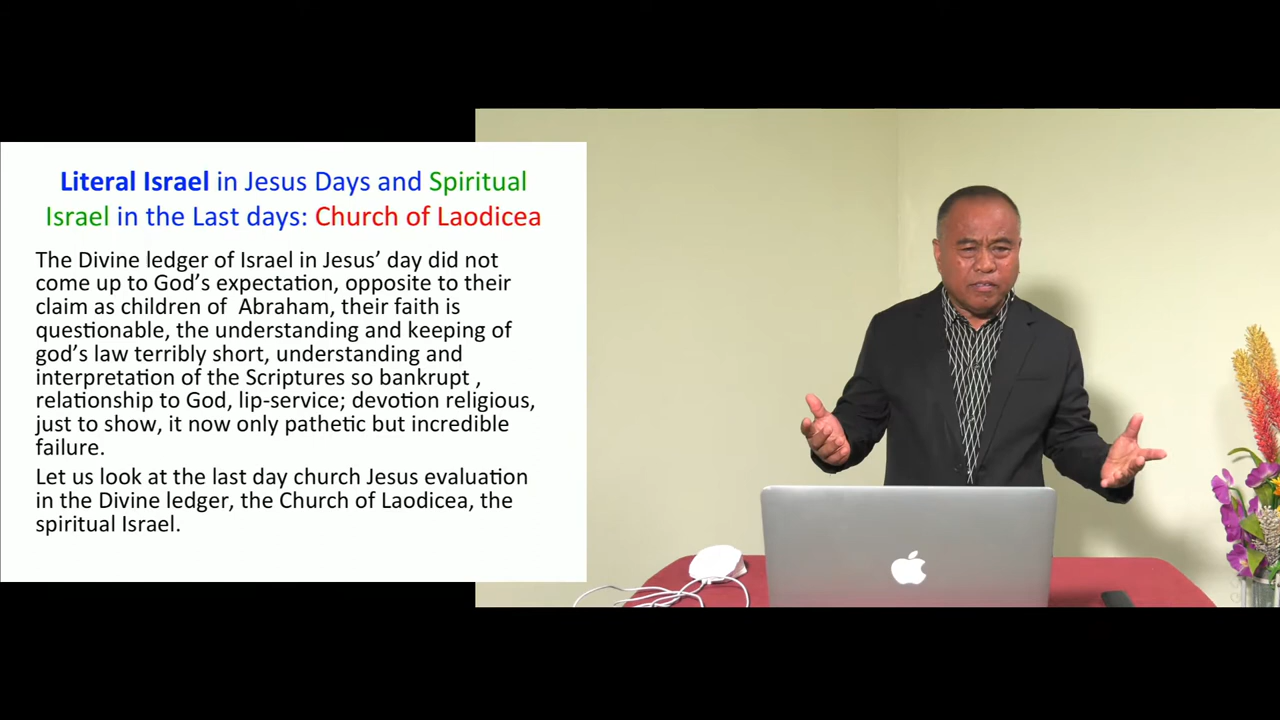 Literal Israel in Jesus Days and Spiritual
Israel in the Last days: Church of Laodicea
The Divine ledger of Israel in Jesus’ day did not
come up to God’s expectation, opposite to their
claim as children of  Abraham, their faith is
questionable, the understanding and keeping of
god’s law terribly short, understanding and
interpretation of the Scriptures so bankrupt ,
relationship to God, lip-service; devotion religious,
just to show, it now only pathetic but incredible
failure.
Let us look at the last day church Jesus evaluation
in the Divine ledger, the Church of Laodicea, the
spiritual Israel.